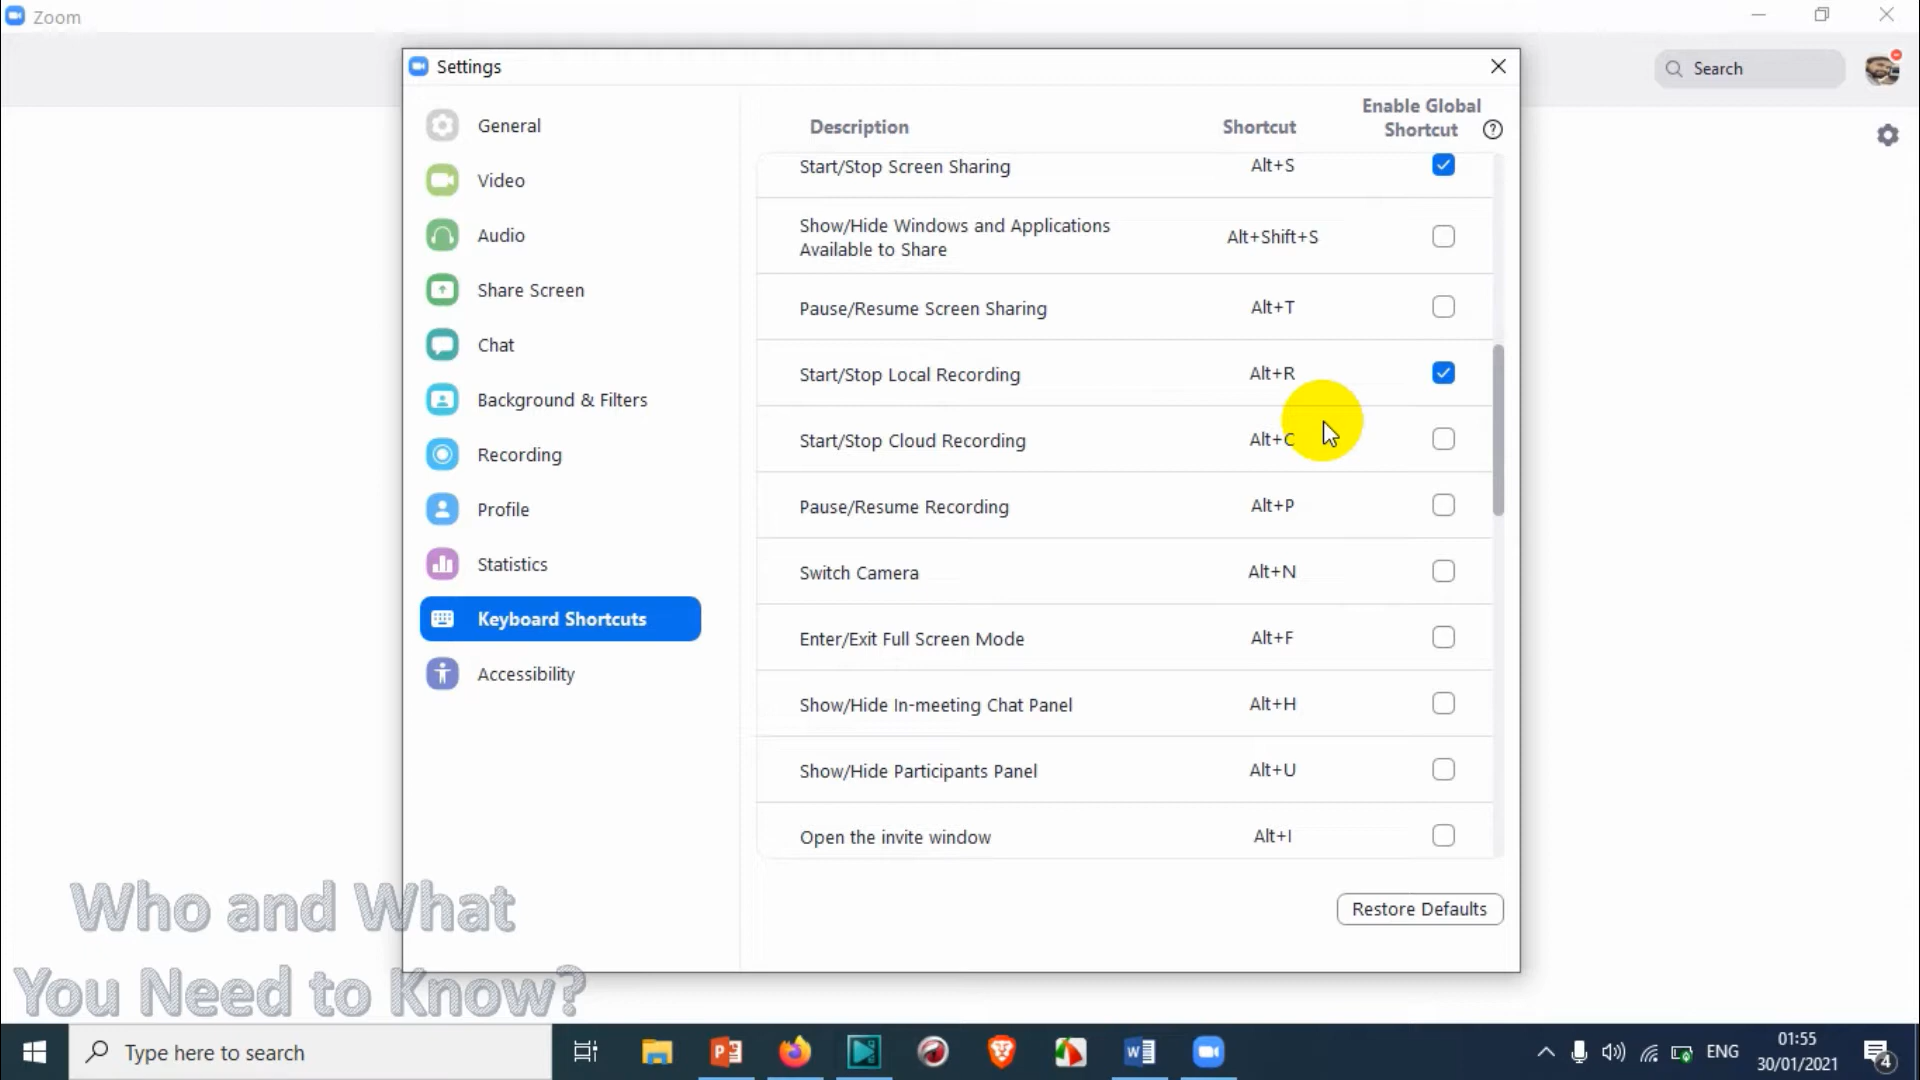 Zoom
Settings
Search
General
Video
Audio
Share Screen
Chat
Background & Filters
Recording
Profile
Statistics
Keyboard Shortcuts
Accessibility
Description Shortcut Enable Global Shortcut ?
Start/Stop Screen Sharing Alt+S
Show/Hide Windows and Applications Available to Share Alt+Shift+S
Pause/Resume Screen Sharing Alt+T
Start/Stop Local Recording Alt+R
Start/Stop Cloud Recording Alt+C
Pause/Resume Recording Alt+P
Switch Camera Alt+N
Enter/Exit Full Screen Mode Alt+F
Show/Hide In-meeting Chat Panel Alt+H
Show/Hide Participants Panel Alt+U
Open the invite window Alt+I
Restore Defaults
Who and What
You Need to Know?
Type here to search
ENG
01:55
30/01/2021
4